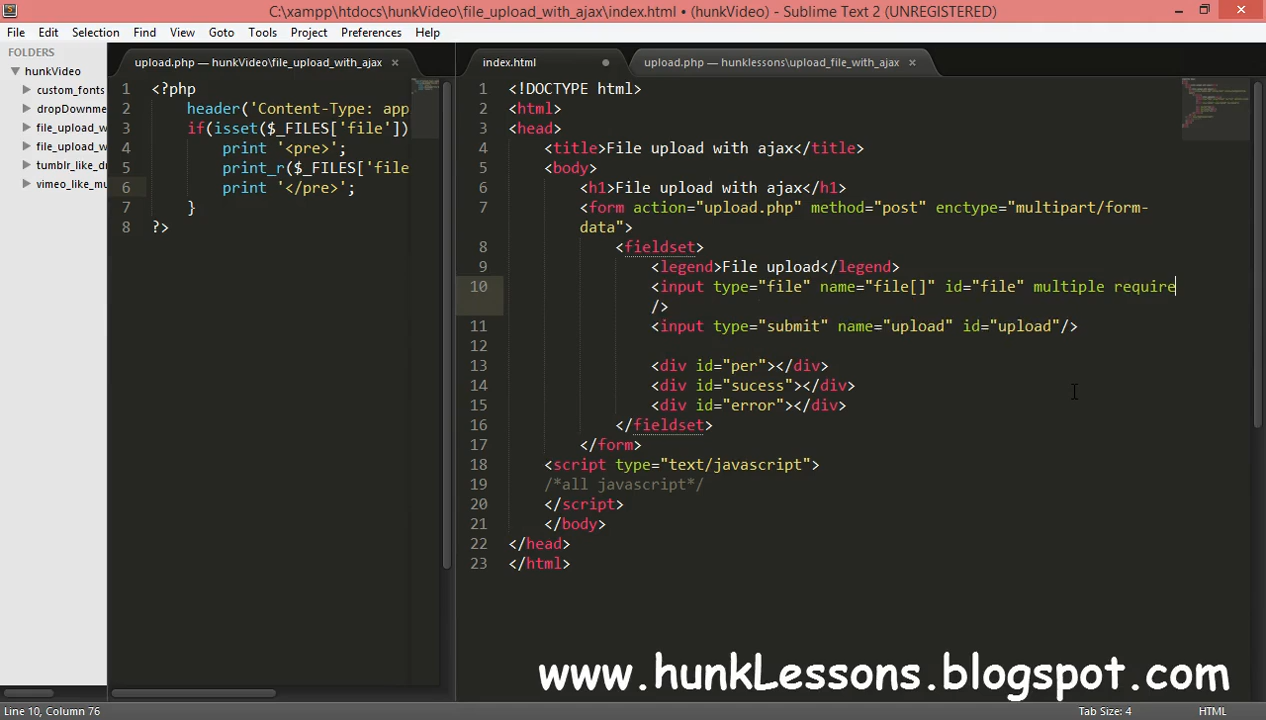 C:\xampp\htdocs\hunkVideo\file_upload_with_ajax\index.html • (hunkVideo) - Sublime Text 2 (UNREGISTERED)
File Edit Selection Find View Goto Tools Project Preferences Help
FOLDERS
hunkVideo
custom_fonts
dropDownme
file_upload_w
file_upload_w
tumblr_like_dr
vimeo_like_mu
upload.php — hunkVideo\file_upload_with_ajax ×
1 <?php
2 header('Content-Type: app
3 if(isset($_FILES['file'])
4 print '<pre>';
5 print_r($_FILES['file
6 print '</pre>';
7 }
8 ?>
index.html
upload.php — hunklessons\upload_file_with_ajax ×
1 <!DOCTYPE html>
2 <html>
3 <head>
4 <title>File upload with ajax</title>
5 <body>
6 <h1>File upload with ajax</h1>
7 <form action="upload.php" method="post" enctype="multipart/form-
data">
8 <fieldset>
9 <legend>File upload</legend>
10 <input type="file" name="file[]" id="file" multiple require
/>
11 <input type="submit" name="upload" id="upload"/>
12
13 <div id="per"></div>
14 <div id="sucess"></div>
15 <div id="error"></div>
16 </fieldset>
17 </form>
18 <script type="text/javascript">
19 /*all javascript*/
20 </script>
21 </body>
22 </head>
23 </html>
www.hunkLessons.blogspot.com
Line 10, Column 76
Tab Size: 4
HTML